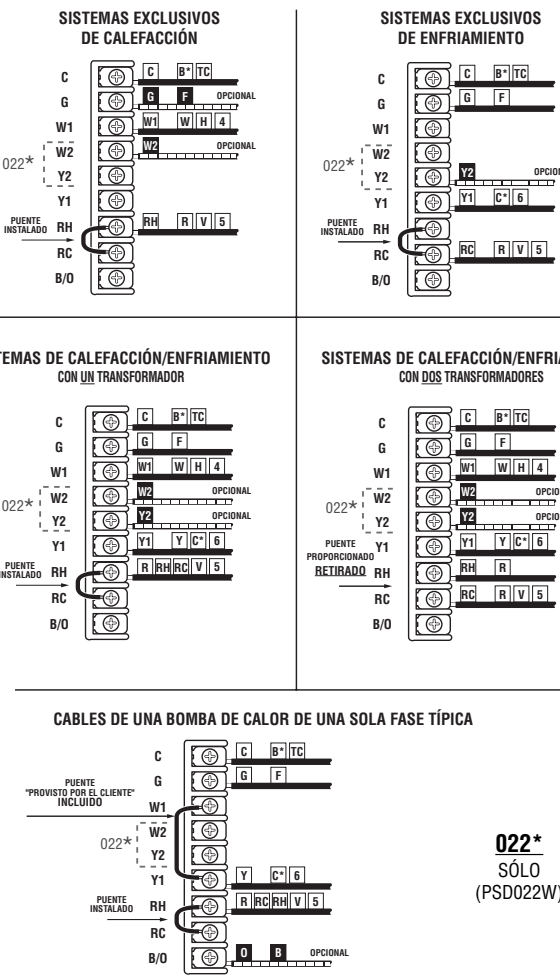 SISTEMAS EXCLUSIVOS
DE CALEFACCIÓN
C
C B* TC
G
G F OPCIONAL
W1
W1 W H 4
022*
W2
W2 OPCIONAL
Y2
Y1
PUENTE
INSTALADO
RH
RH R V 5
RC
B/O
SISTEMAS EXCLUSIVOS
DE ENFRIAMIENTO
C
C B* TC
G
G F
W1
022*
W2
Y2
Y2
Y1
Y1 C* 6
PUENTE
INSTALADO
RH
RC
RC R V 5
B/O
DE CALEFACCIÓN/ENFRIAMIENTO
CON UN TRANSFORMADOR
C
C B* TC
G
G F
W1
W1 W H 4
022*
W2
W2 OPCIONAL
Y2
Y2 OPCIONAL
Y1
Y1 Y C* 6
PUENTE
INSTALADO
RH
R RH RC V 5
RC
B/O
SISTEMAS DE
CON DOS TRANSFORMADORES
C
C B* TC
G
G F
W1
W1 W H 4
022*
W2
W2
Y2
Y2
Y1
Y1 Y C* 6
PUENTE
PROPORCIONADO
RETIRADO
RH
RH R
RC
RC R V 5
B/O
CABLES DE UNA BOMBA DE CALOR DE UNA SOLA FASE TÍPICA
C
C B* TC
G
G F
PUENTE
"PROVISTO POR EL CLIENTE"
INCLUIDO
W1
022*
W2
Y2
Y1
Y C* 6
PUENTE
INSTALADO
RH
R RC RH V 5
RC
B/O
O B OPCIONAL
022*
SÓLO
(PSD022W)